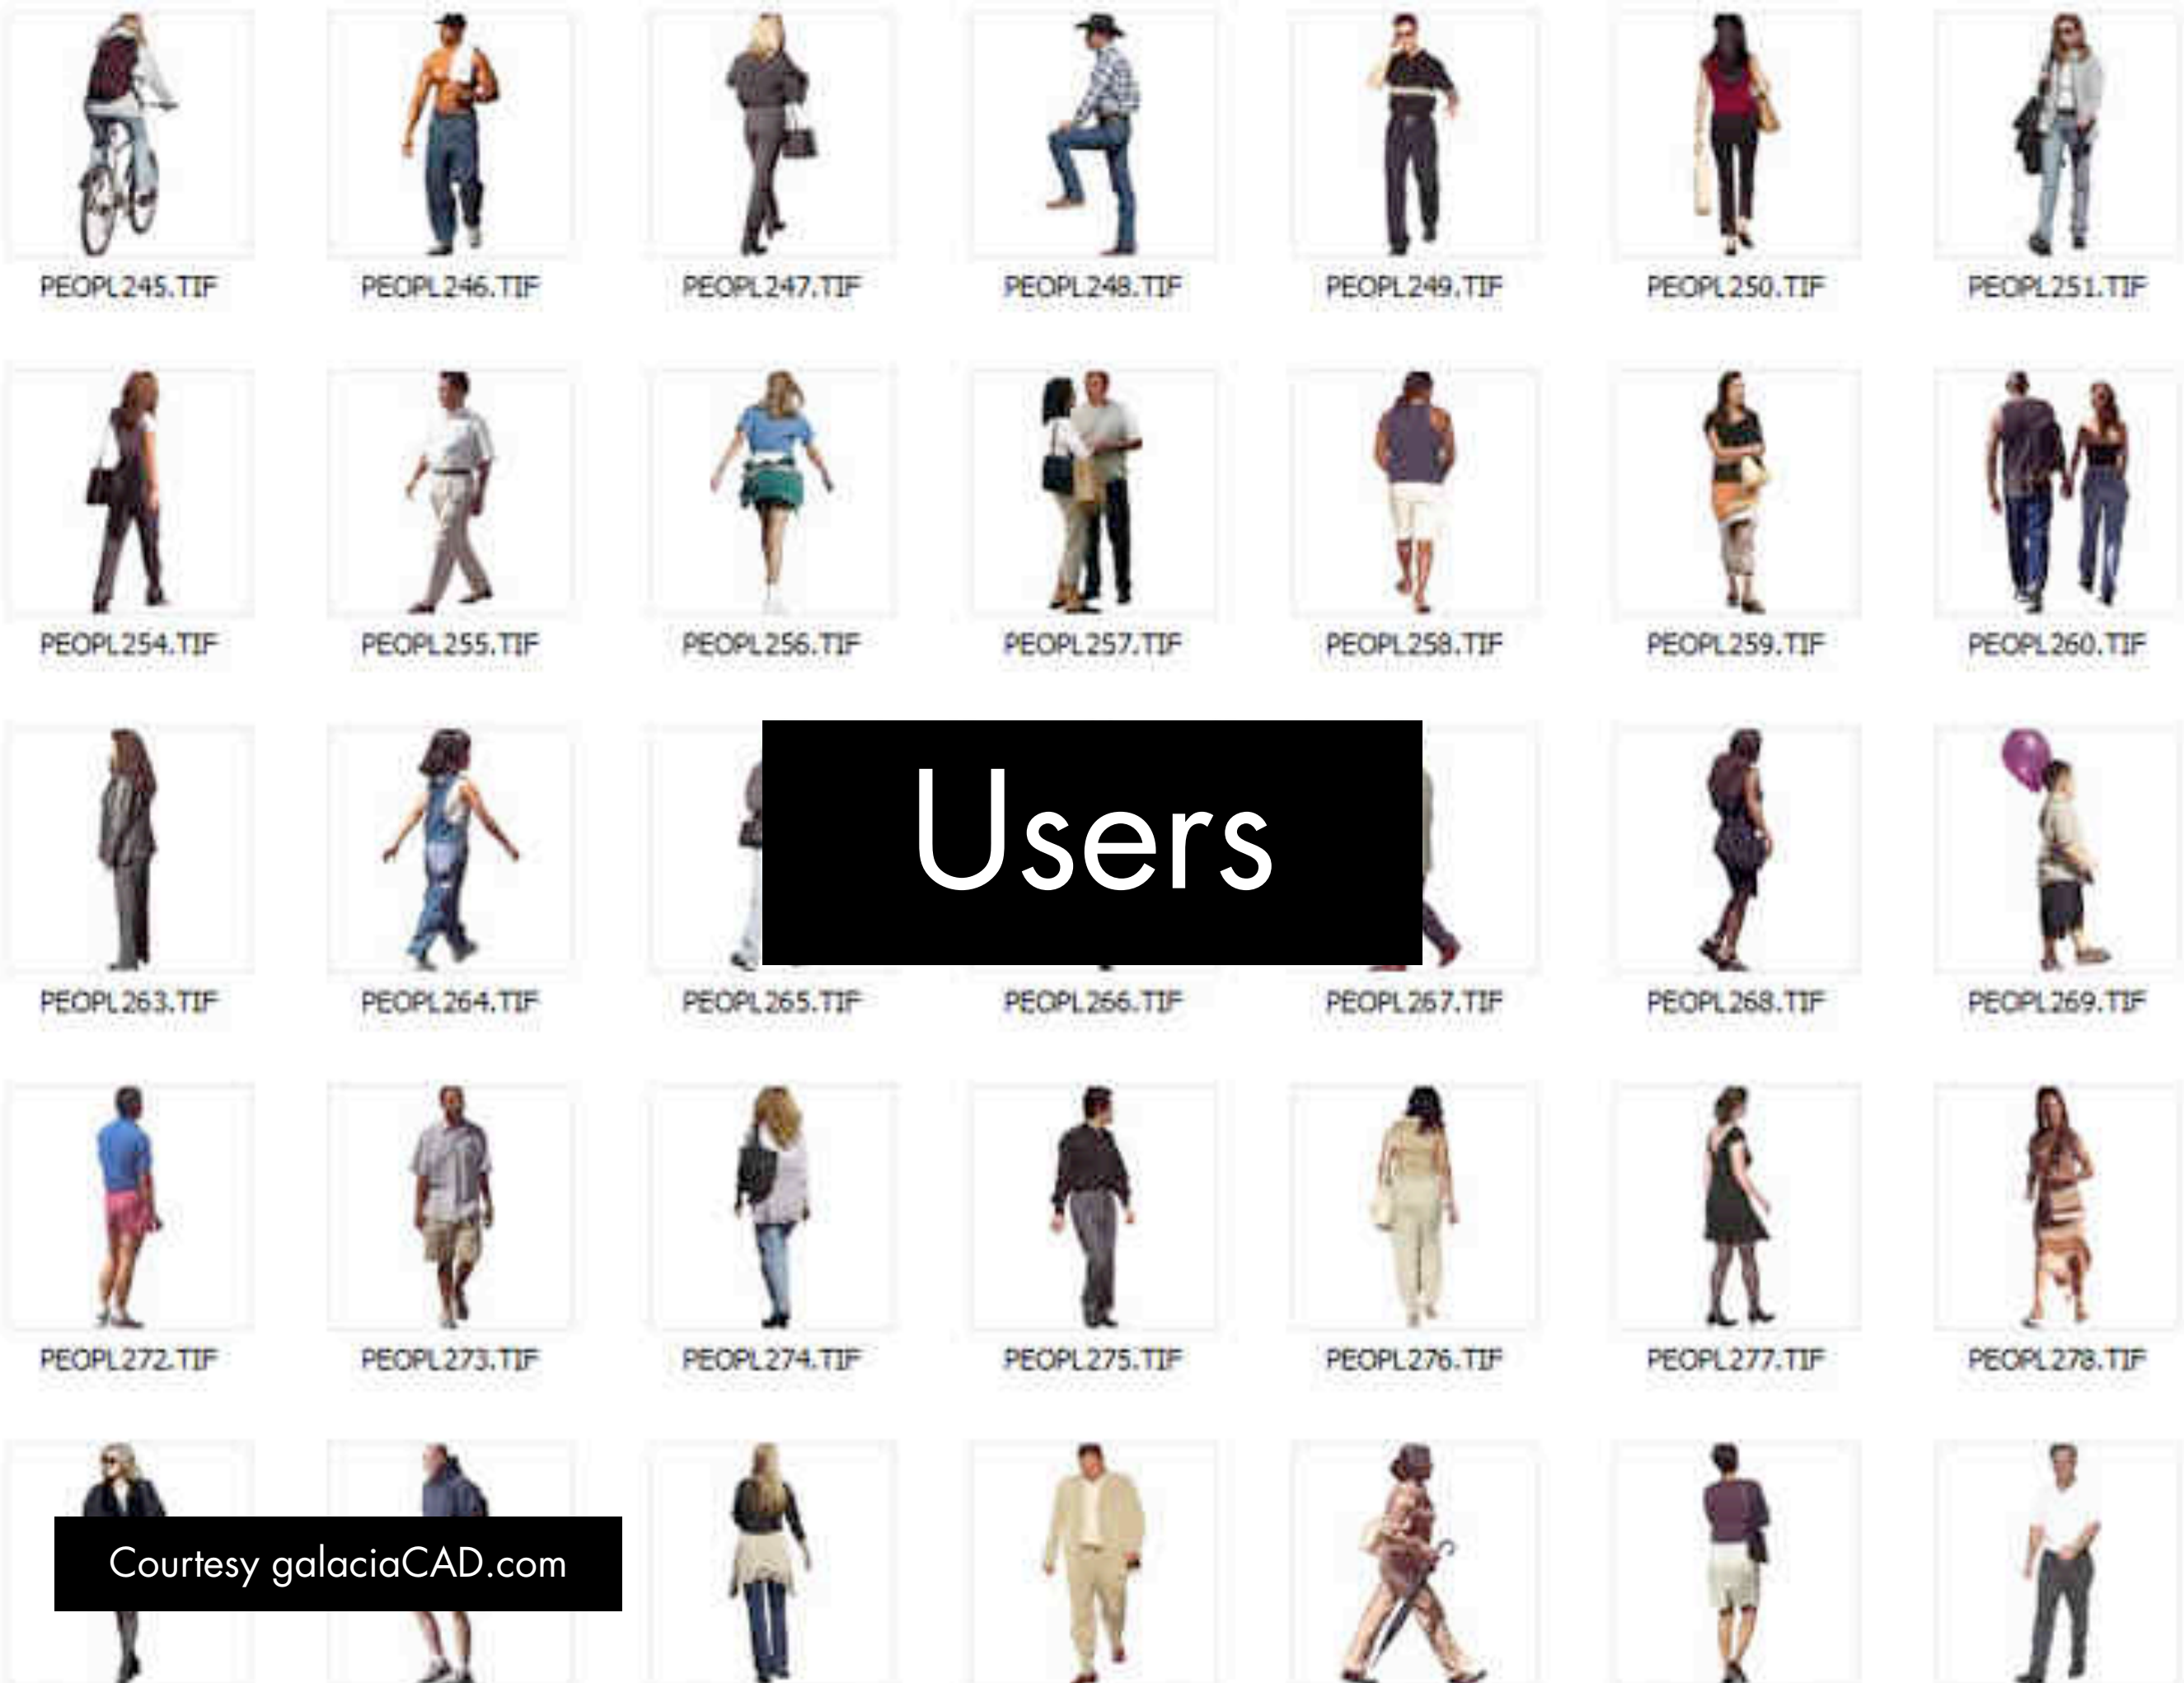 PEOPL245.TIF PEOPL246.TIF PEOPL247.TIF PEOPL248.TIF PEOPL249.TIF PEOPL250.TIF PEOPL251.TIF
PEOPL254.TIF PEOPL255.TIF PEOPL256.TIF PEOPL257.TIF PEOPL258.TIF PEOPL259.TIF PEOPL260.TIF
Users
PEOPL263.TIF PEOPL264.TIF PEOPL265.TIF PEOPL266.TIF PEOPL267.TIF PEOPL268.TIF PEOPL269.TIF
PEOPL272.TIF PEOPL273.TIF PEOPL274.TIF PEOPL275.TIF PEOPL276.TIF PEOPL277.TIF PEOPL278.TIF
Courtesy galaciaCAD.com